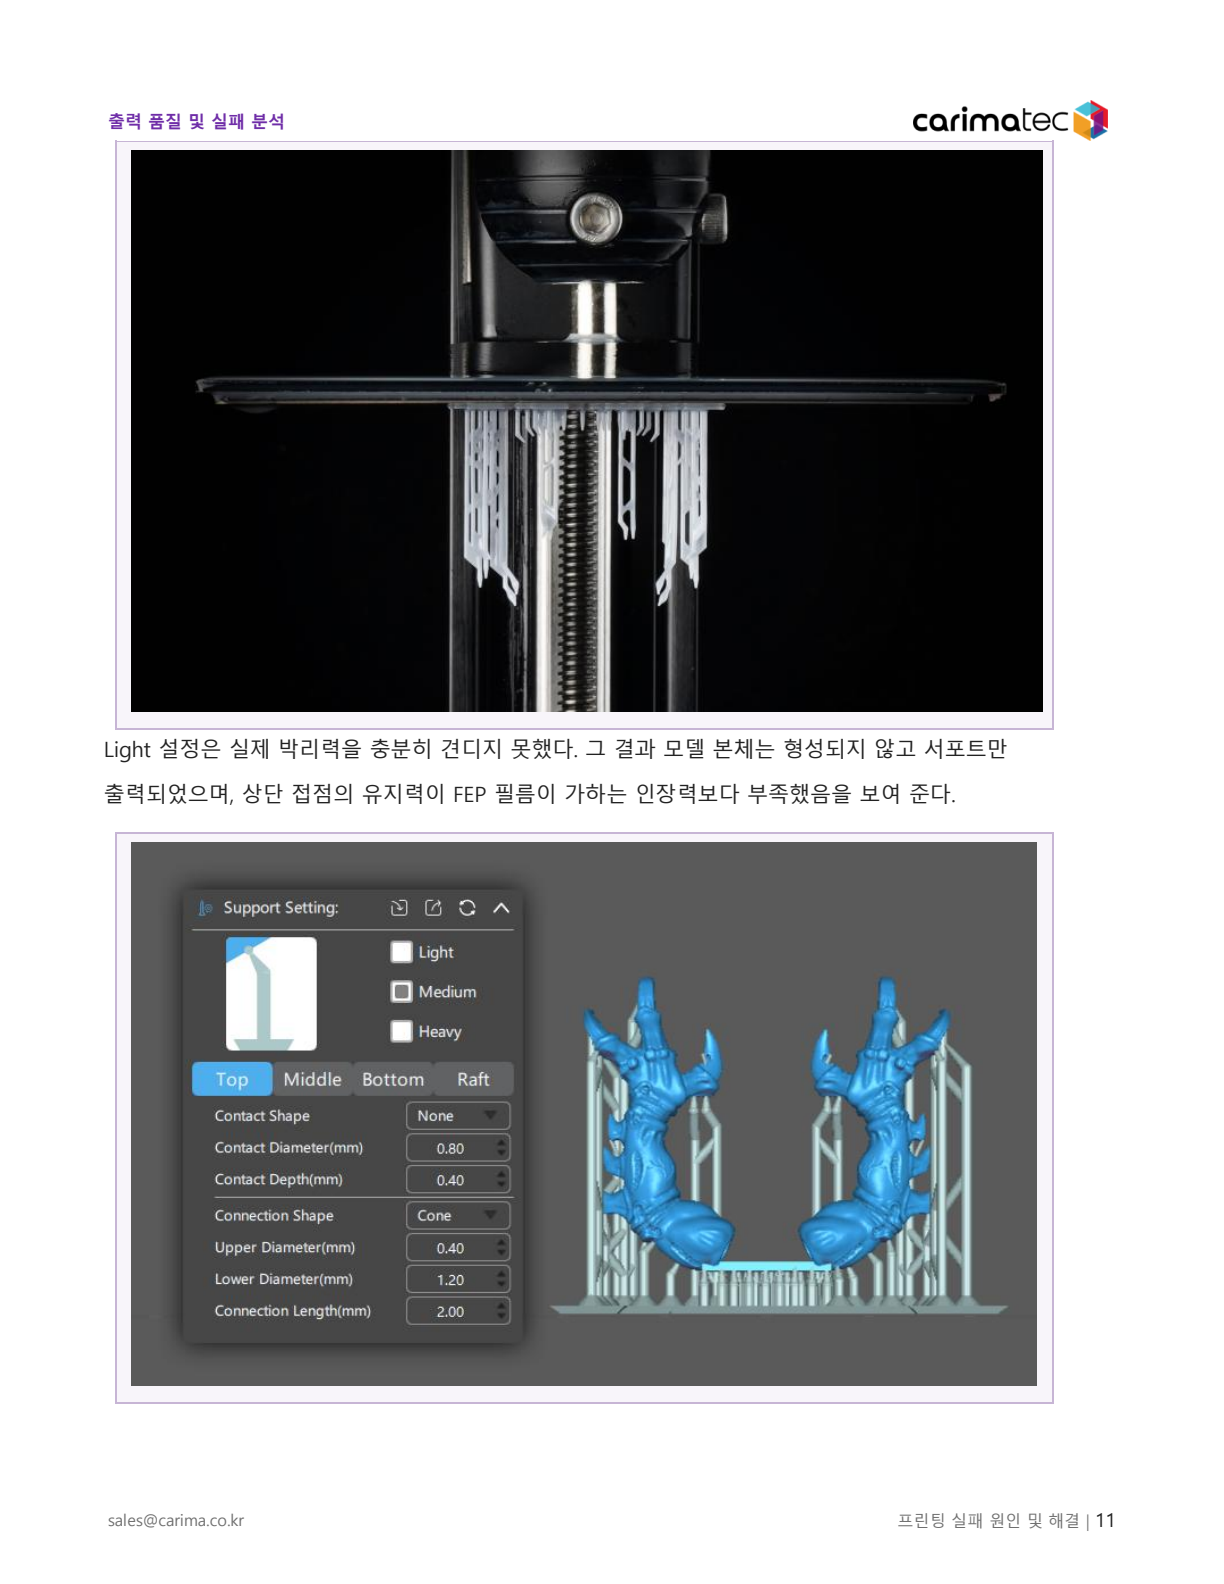 출력 품질 및 실패 분석
carimatec
Light 설정은 실제 박리력을 충분히 견디지 못했다. 그 결과 모델 본체는 형성되지 않고 서포트만
출력되었으며, 상단 접점의 유지력이 FEP 필름이 가하는 인장력보다 부족했음을 보여 준다.
Support Setting:
Light
Medium
Heavy
Top Middle Bottom Raft
Contact Shape None
Contact Diameter(mm) 0.80
Contact Depth(mm) 0.40
Connection Shape Cone
Upper Diameter(mm) 0.40
Lower Diameter(mm) 1.20
Connection Length(mm) 2.00
sales@carima.co.kr
프린팅 실패 원인 및 해결 | 11